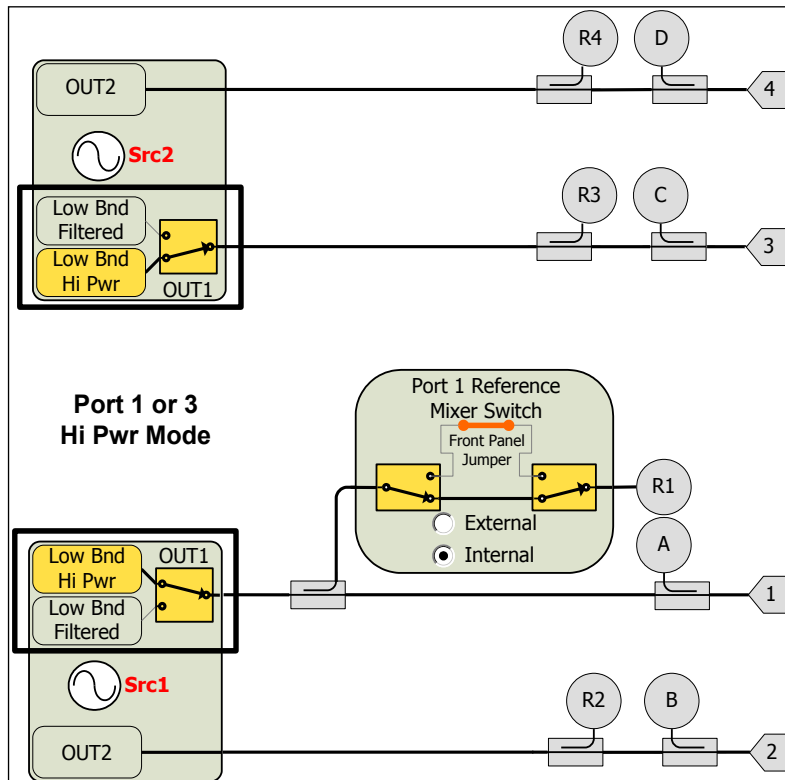 R4
D
OUT2
4
Src2
Low Bnd
Filtered
Low Bnd
Hi Pwr
OUT1
R3
C
3
Port 1 or 3
Hi Pwr Mode
Port 1 Reference
Mixer Switch
Front Panel
Jumper
External
Internal
R1
A
Low Bnd
Hi Pwr
OUT1
Low Bnd
Filtered
1
Src1
R2
B
OUT2
2